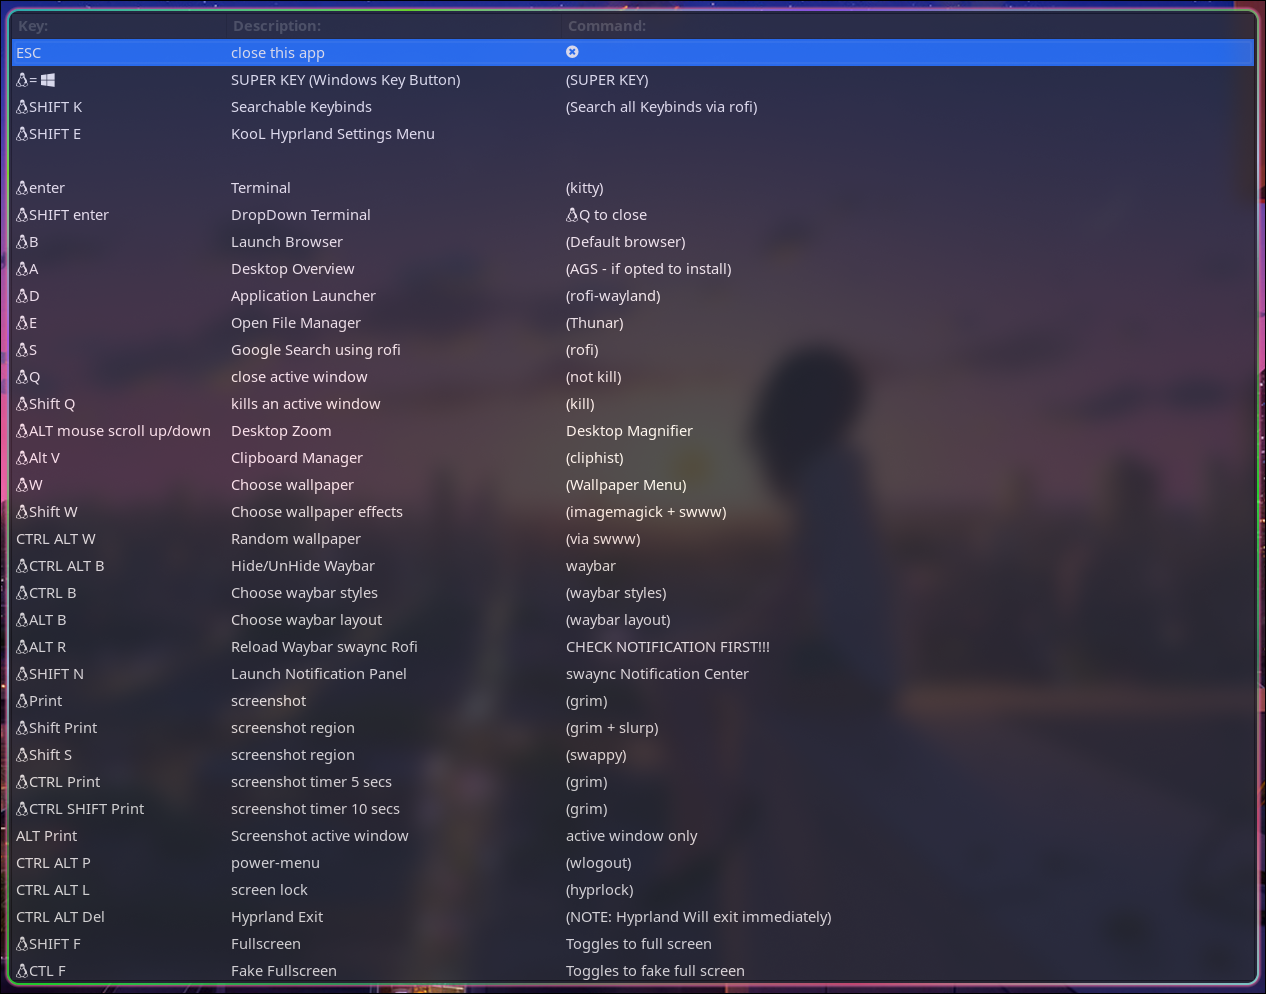 Key: Description: Command:
ESC close this app
= SUPER KEY (Windows Key Button) (SUPER KEY)
SHIFT K Searchable Keybinds (Search all Keybinds via rofi)
SHIFT E KooL Hyprland Settings Menu
enter Terminal (kitty)
SHIFT enter DropDown Terminal Q to close
B Launch Browser (Default browser)
A Desktop Overview (AGS - if opted to install)
D Application Launcher (rofi-wayland)
E Open File Manager (Thunar)
S Google Search using rofi (rofi)
Q close active window (not kill)
Shift Q kills an active window (kill)
ALT mouse scroll up/down Desktop Zoom Desktop Magnifier
Alt V Clipboard Manager (cliphist)
W Choose wallpaper (Wallpaper Menu)
Shift W Choose wallpaper effects (imagemagick + swww)
CTRL ALT W Random wallpaper (via swww)
CTRL ALT B Hide/UnHide Waybar waybar
CTRL B Choose waybar styles (waybar styles)
ALT B Choose waybar layout (waybar layout)
ALT R Reload Waybar swaync Rofi CHECK NOTIFICATION FIRST!!!
SHIFT N Launch Notification Panel swaync Notification Center
Print screenshot (grim)
Shift Print screenshot region (grim + slurp)
Shift S screenshot region (swappy)
CTRL Print screenshot timer 5 secs (grim)
CTRL SHIFT Print screenshot timer 10 secs (grim)
ALT Print Screenshot active window active window only
CTRL ALT P power-menu (wlogout)
CTRL ALT L screen lock (hyprlock)
CTRL ALT Del Hyprland Exit (NOTE: Hyprland Will exit immediately)
SHIFT F Fullscreen Toggles to full screen
CTL F Fake Fullscreen Toggles to fake full screen